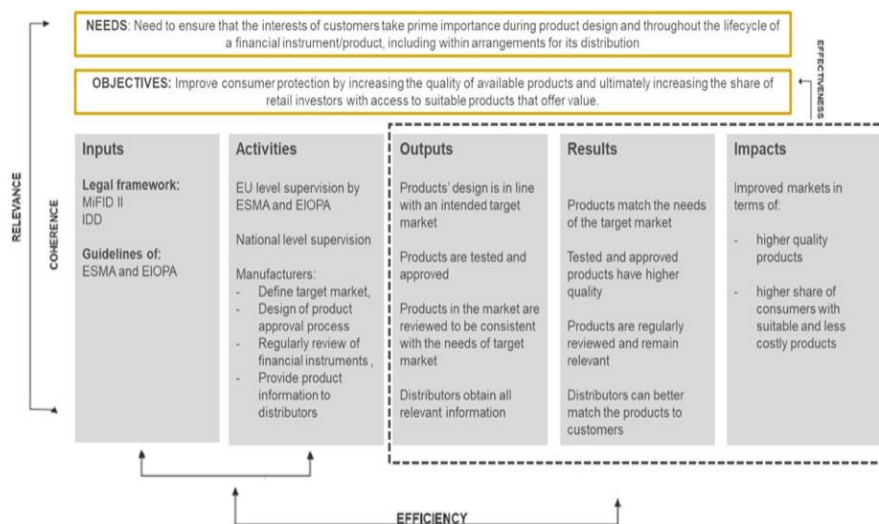 NEEDS: Need to ensure that the interests of customers take prime importance during product design and throughout the lifecycle of
a financial instrument/product, including within arrangements for its distribution
OBJECTIVES: Improve consumer protection by increasing the quality of available products and ultimately increasing the share of
retail investors with access to suitable products that offer value.
EFFECTIVENESS
RELEVANCE
COHERENCE
Inputs
Legal framework:
MiFID II
IDD
Guidelines of:
ESMA and EIOPA
Activities
EU level supervision by
ESMA and EIOPA
National level supervision
Manufacturers:
- Define target market,
- Design of product
approval process
- Regularly review of
financial instruments ,
- Provide product
information to
distributors
Outputs
Products' design is in line
with an intended target
market
Products are tested and
approved
Products in the market are
reviewed to be consistent
with the needs of target
market
Distributors obtain all
relevant information
Results
Products match the needs
of the target market
Tested and approved
products have higher
quality
Products are regularly
reviewed and remain
relevant
Distributors can better
match the products to
customers
Impacts
Improved markets in
terms of:
- higher quality
products
- higher share of
consumers with
suitable and less
costly products
EFFICIENCY